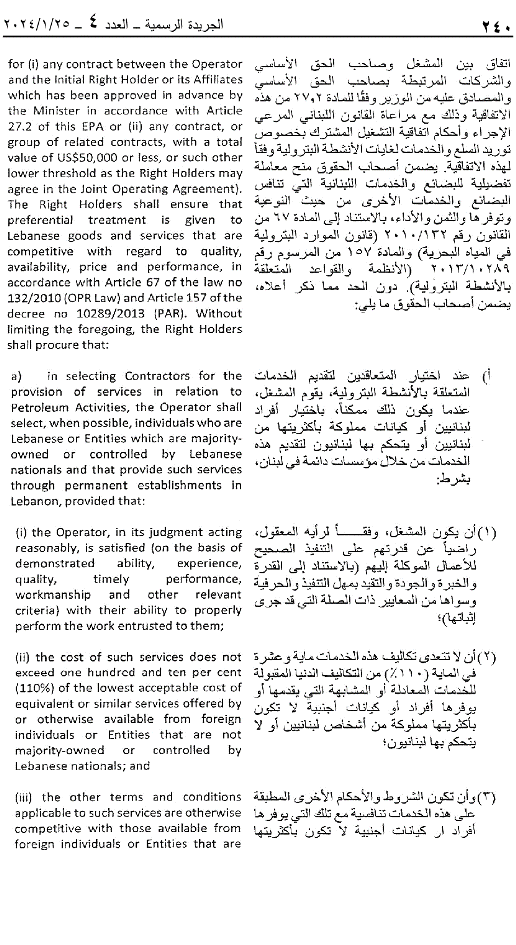 ٢٤٠
الجريدة الرسمية – العدد ٤ – ٢٠٢٤/١/٢٥
for (i) any contract between the Operator
and the Initial Right Holder or its Affiliates
which has been approved in advance by
the Minister in accordance with Article
27.2 of this EPA or (ii) any contract, or
group of related contracts, with a total
value of US$50,000 or less, or such other
lower threshold as the Right Holders may
agree in the Joint Operating Agreement).
The Right Holders shall ensure that
preferential treatment is given to
Lebanese goods and services that are
competitive with regard to quality,
availability, price and performance, in
accordance with Article 67 of the law no
132/2010 (OPR Law) and Article 157 of the
decree no 10289/2013 (PAR). Without
limiting the foregoing, the Right Holders
shall procure that:
a) in selecting Contractors for the
provision of services in relation to
Petroleum Activities, the Operator shall
select, when possible, individuals who are
Lebanese or Entities which are majority-
owned or controlled by Lebanese
nationals and that provide such services
through permanent establishments in
Lebanon, provided that:
(i) the Operator, in its judgment acting
reasonably, is satisfied (on the basis of
demonstrated ability, experience,
quality, timely performance,
workmanship and other relevant
criteria) with their ability to properly
perform the work entrusted to them;
(ii) the cost of such services does not
exceed one hundred and ten per cent
(110%) of the lowest acceptable cost of
equivalent or similar services offered by
or otherwise available from foreign
individuals or Entities that are not
majority-owned or controlled by
Lebanese nationals; and
(iii) the other terms and conditions
applicable to such services are otherwise
competitive with those available from
foreign individuals or Entities that are
اتفاق بين المشغل وصاحب الحق الأساسي
والشركات المرتبطة بصاحب الحق الأساسي
والمصادق عليه من الوزير وفقًا للمادة ٢٧،٢ من هذه
الاتفاقية وذلك مع مراعاة القانون اللبناني المرعي
الإجراء وأحكام اتفاقية التشغيل المشترك بخصوص
توريد السلع والخدمات لغايات الأنشطة البترولية وفقاً
لهذه الاتفاقية. يضمن أصحاب الحقوق منح معاملة
تفضيلية للبضائع والخدمات اللبنانية التي تنافس
البضائع والخدمات الأخرى من حيث النوعية
وتوفرها والثمن والأداء، بالاستناد إلى المادة ٦٧ من
القانون رقم ٢٠١٠/١٣٢ (قانون الموارد البترولية
في المياه البحرية) والمادة ١٥٧ من المرسوم رقم
٢٠١٣/١٠٢٨٩ (الأنظمة والقواعد المتعلقة
بالأنشطة البترولية). دون الحد مما ذكر أعلاه،
يضمن أصحاب الحقوق ما يلي:
أ) عند اختيار المتعاقدين لتقديم الخدمات
المتعلقة بالأنشطة البترولية، يقوم المشغل،
عندما يكون ذلك ممكناً، باختيار أفراد
لبنانيين أو كيانات مملوكة بأكثريتها من
لبنانيين أو يتحكم بها لبنانيون لتقديم هذه
الخدمات من خلال مؤسسات دائمة في لبنان،
بشرط:
(١) أن يكون المشغل، وفقــــاً لرأيه المعقول،
راضياً عن قدرتهم على التنفيذ الصحيح
للأعمال الموكلة إليهم (بالاستناد إلى القدرة
والخبرة والجودة والتقيد بمهل التنفيذ والحرفية
وسواها من المعايير ذات الصلة التي قد جرى
إثباتها)؛
(٢) أن لا تتعدى تكاليف هذه الخدمات ماية وعشرة
في الماية (١١٠٪) من التكاليف الدنيا المقبولة
للخدمات المعادلة أو المشابهة التي يقدمها أو
يوفرها أفراد أو كيانات أجنبية لا تكون
بأكثريتها مملوكة من أشخاص لبنانيين أو لا
يتحكم بها لبنانيون؛
(٣) وأن تكون الشروط والأحكام الأخرى المطبقة
على هذه الخدمات تنافسية مع تلك التي يوفرها
أفراد ار كيانات أجنبية لا تكون بأكثريتها